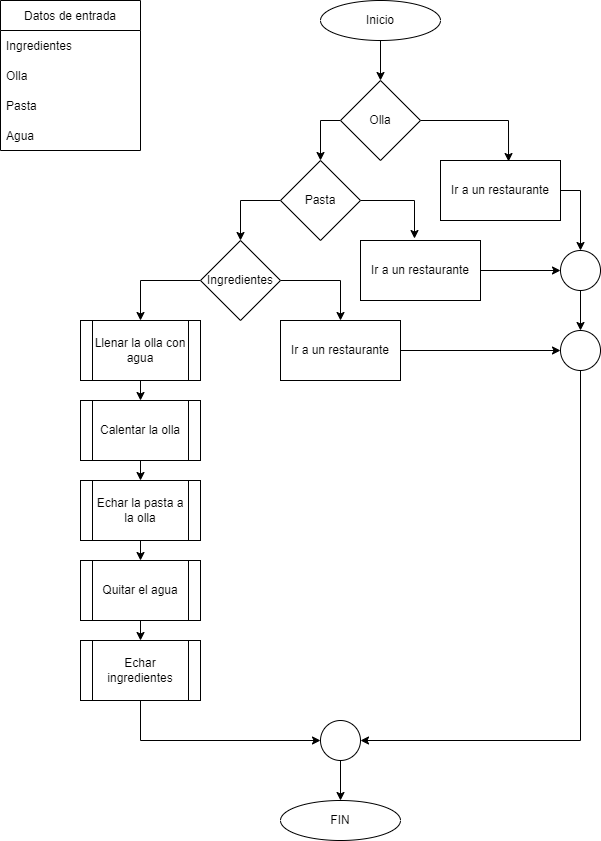 Datos de entrada
Ingredientes
Olla
Pasta
Agua
Inicio
Olla
Ir a un restaurante
Pasta
Ir a un restaurante
Ingredientes
Ir a un restaurante
Llenar la olla con
agua
Calentar la olla
Echar la pasta a
la olla
Quitar el agua
Echar
ingredientes
FIN